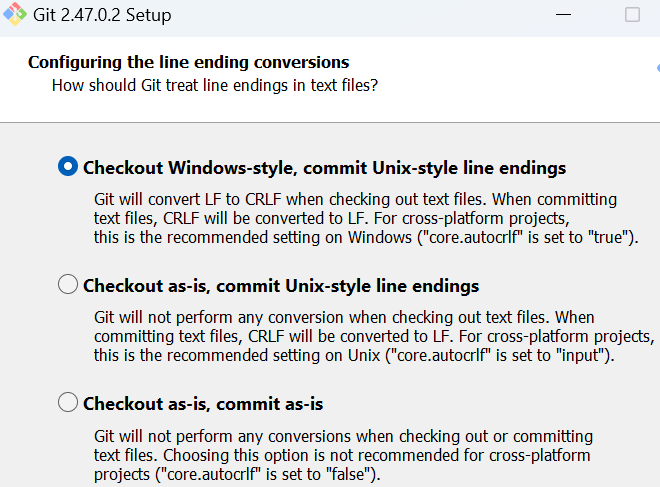 Git 2.47.0.2 Setup
Configuring the line ending conversions
How should Git treat line endings in text files?
Checkout Windows-style, commit Unix-style line endings
Git will convert LF to CRLF when checking out text files. When committing
text files, CRLF will be converted to LF. For cross-platform projects,
this is the recommended setting on Windows ("core.autocrlf" is set to "true").
Checkout as-is, commit Unix-style line endings
Git will not perform any conversion when checking out text files. When
committing text files, CRLF will be converted to LF. For cross-platform projects,
this is the recommended setting on Unix ("core.autocrlf" is set to "input").
Checkout as-is, commit as-is
Git will not perform any conversions when checking out or committing
text files. Choosing this option is not recommended for cross-platform
projects ("core.autocrlf" is set to "false").